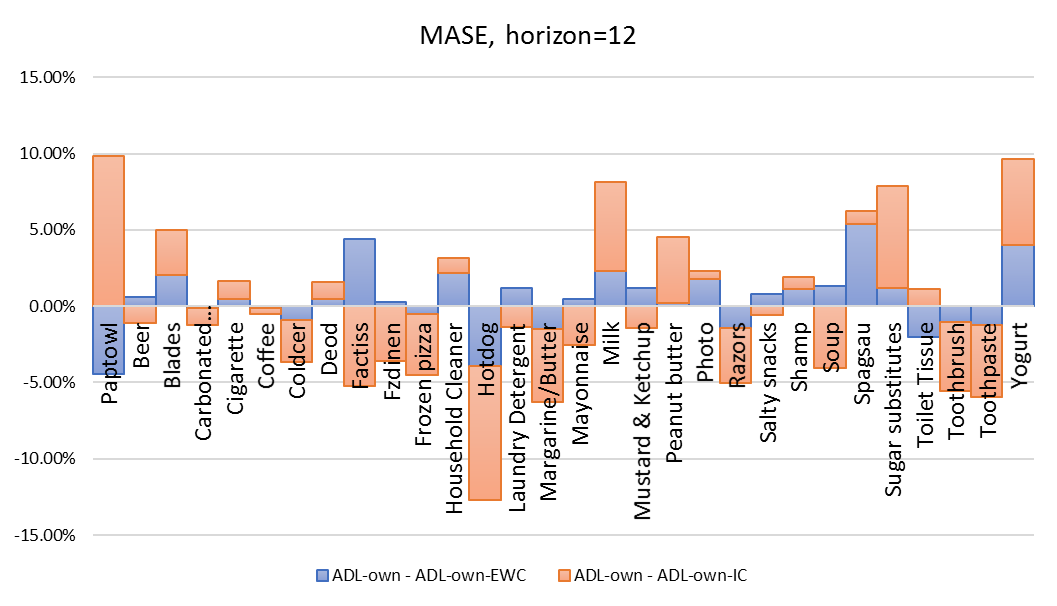 MASE, horizon=12
15.00%
10.00%
5.00%
0.00%
-5.00%
-10.00%
-15.00%
Paptowl
Beer
Blades
Carbonated...
Cigarette
Coffee
Coldcer
Deod
Factiss
Fzdinen
Frozen pizza
Household Cleaner
Hotdog
Laundry Detergent
Margarine/Butter
Mayonnaise
Milk
Mustard & Ketchup
Peanut butter
Photo
Razors
Salty snacks
Shamp
Soup
Spagsau
Sugar substitutes
Toilet Tissue
Toothbrush
Toothpaste
Yogurt
ADL-own - ADL-own-EWC
ADL-own - ADL-own-IC